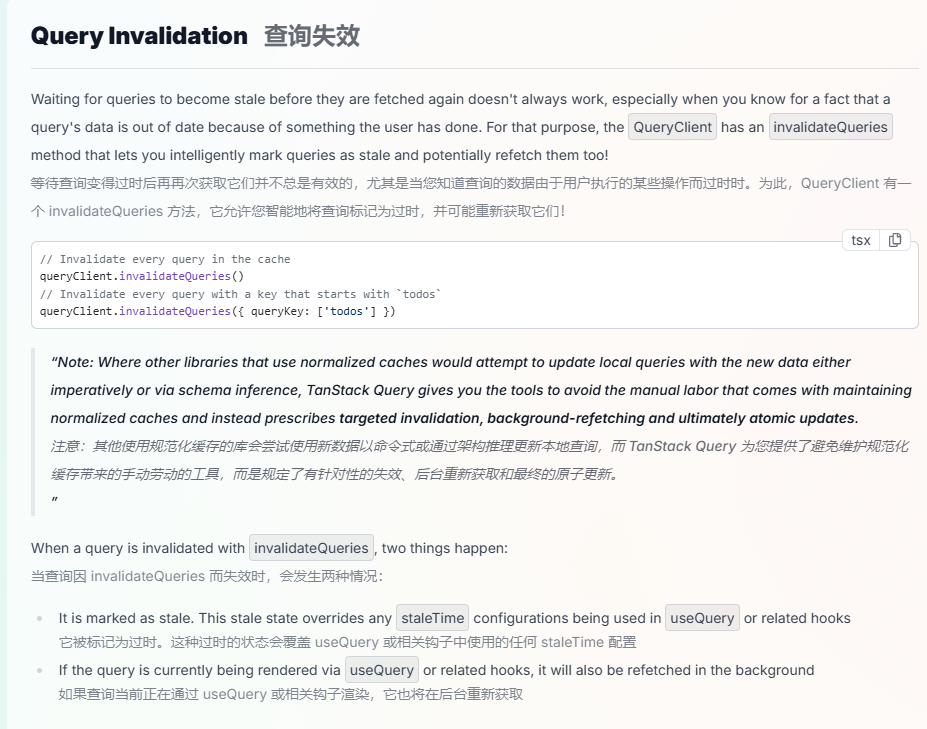 Query Invalidation 查询失效
Waiting for queries to become stale before they are fetched again doesn't always work, especially when you know for a fact that a
query's data is out of date because of something the user has done. For that purpose, the QueryClient has an invalidateQueries
method that lets you intelligently mark queries as stale and potentially refetch them too!
等待查询变得过时后再再次获取它们并不总是有效的，尤其是当您知道查询的数据由于用户执行的某些操作而过时时。为此，QueryClient 有一
个 invalidateQueries 方法，它允许您智能地将查询标记为过时，并可能重新获取它们！
tsx
// Invalidate every query in the cache
queryClient.invalidateQueries()
// Invalidate every query with a key that starts with `todos`
queryClient.invalidateQueries({ queryKey: ['todos'] })
“Note: Where other libraries that use normalized caches would attempt to update local queries with the new data either
imperatively or via schema inference, TanStack Query gives you the tools to avoid the manual labor that comes with maintaining
normalized caches and instead prescribes targeted invalidation, background-refetching and ultimately atomic updates.
注意：其他使用规范化缓存的库会尝试使用新数据以命令式或通过架构推理更新本地查询，而 TanStack Query 为您提供了避免维护规范化
缓存带来的手动劳动的工具，而是规定了有针对性的失效、后台重新获取和最终的原子更新。
”
When a query is invalidated with invalidateQueries, two things happen:
当查询因 invalidateQueries 而失效时，会发生两种情况：
It is marked as stale. This stale state overrides any staleTime configurations being used in useQuery or related hooks
它被标记为过时。这种过时的状态会覆盖 useQuery 或相关钩子中使用的任何 staleTime 配置
If the query is currently being rendered via useQuery or related hooks, it will also be refetched in the background
如果查询当前正在通过 useQuery 或相关钩子渲染，它也将在后台重新获取